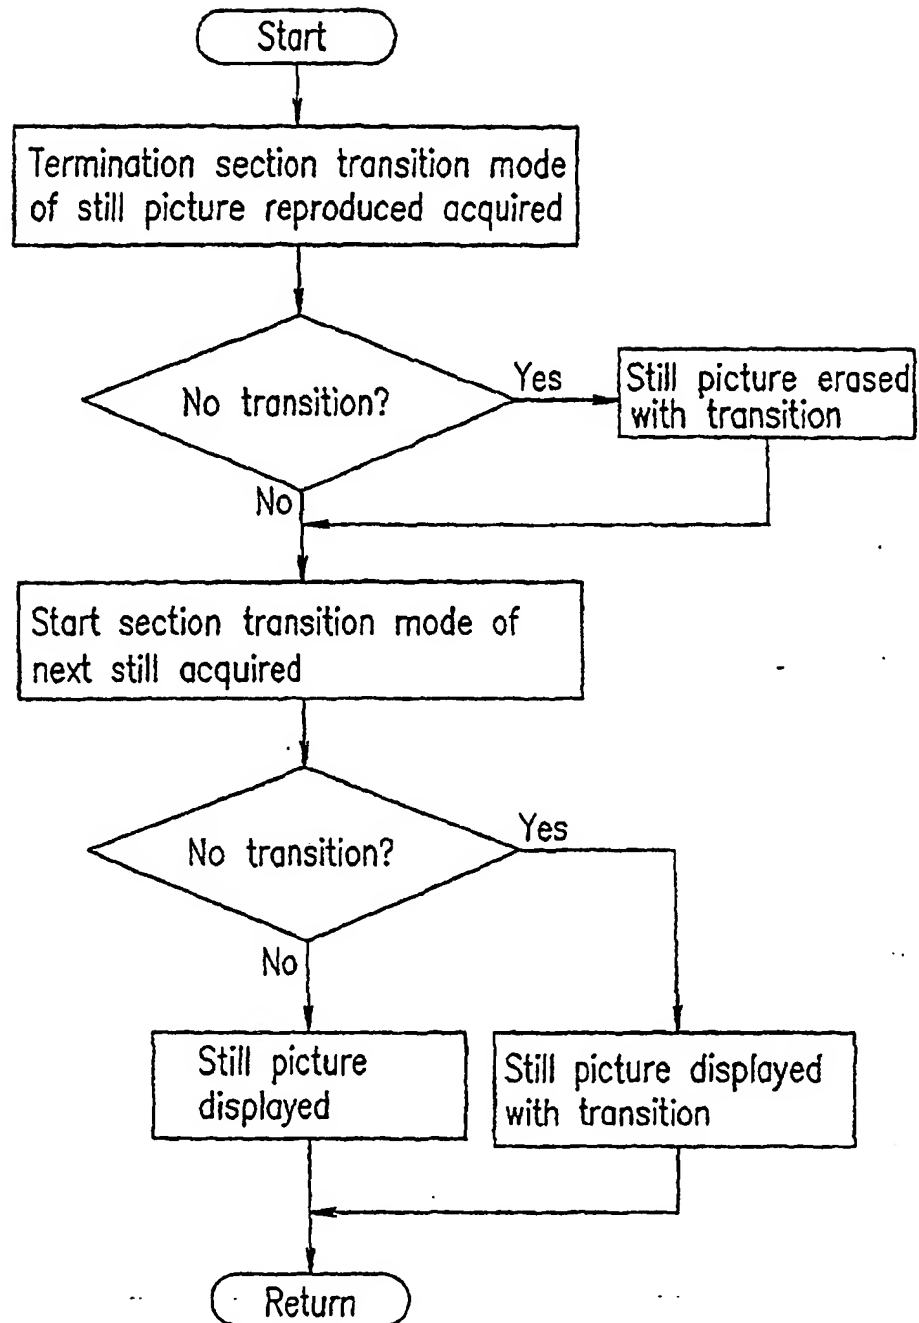 Start
Termination section transition mode
of still picture reproduced acquired
No transition?
Yes
Still picture erased
with transition
No
Start section transition mode of
next still acquired
No transition?
Yes
No
Still picture
displayed
Still picture displayed
with transition
Return